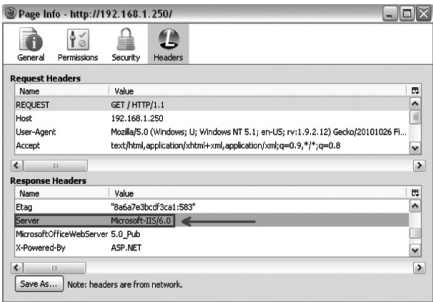 Page Info - http://192.168.1.250/
General Permissions Security Headers
Request Headers
Name Value
REQUEST GET / HTTP/1.1
Host 192.168.1.250
User-Agent Mozilla/5.0 (Windows; U; Windows NT 5.1; en-US; rv:1.9.2.12) Gecko/20101026 Fi...
Accept text/html,application/xhtml+xml,application/xml;q=0.9,*/*;q=0.8
Response Headers
Name Value
Etag "8a6a7e3bcdf3ca1:583"
Server Microsoft-IIS/6.0
MicrosoftOfficeWebServer 5.0_Pub
X-Powered-By ASP.NET
Save As... Note: headers are from network.